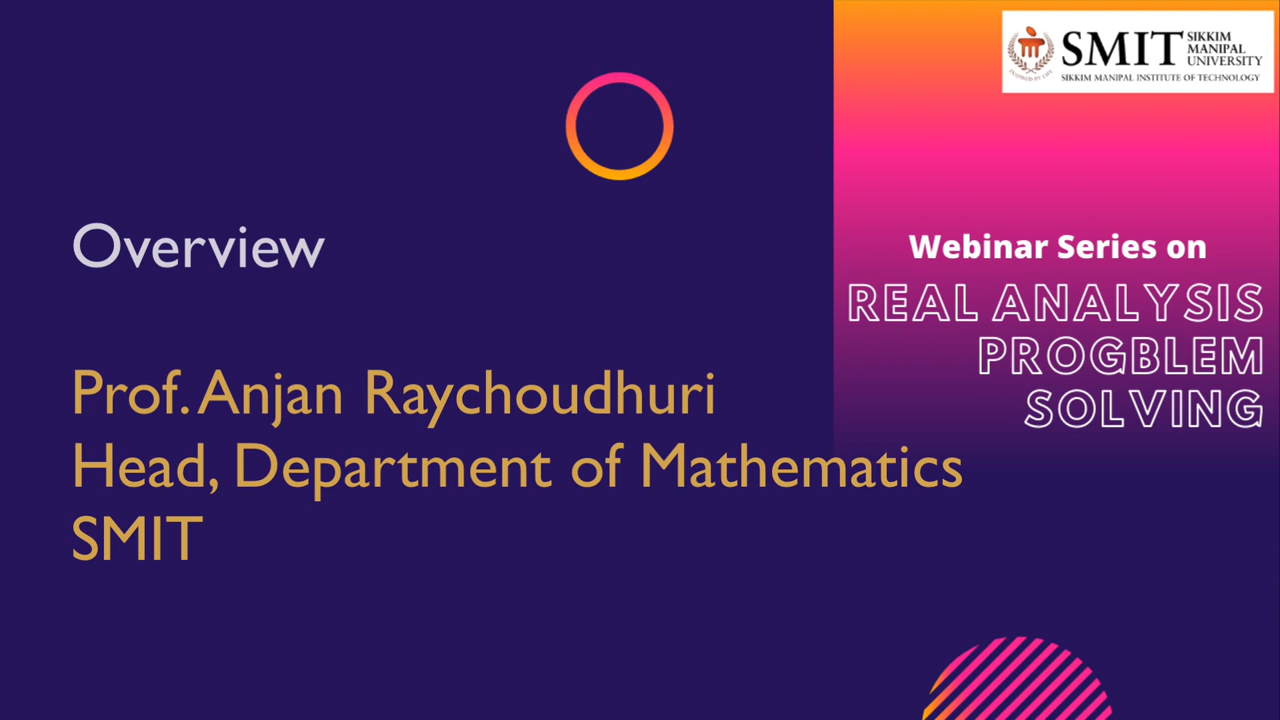 SMIT SIKKIM
MANIPAL
UNIVERSITY
SIKKIM MANIPAL INSTITUTE OF TECHNOLOGY
Overview
Prof. Anjan Raychoudhuri
Head, Department of Mathematics
SMIT
Webinar Series on
REAL ANALYSIS
PROGBLEM
SOLVING